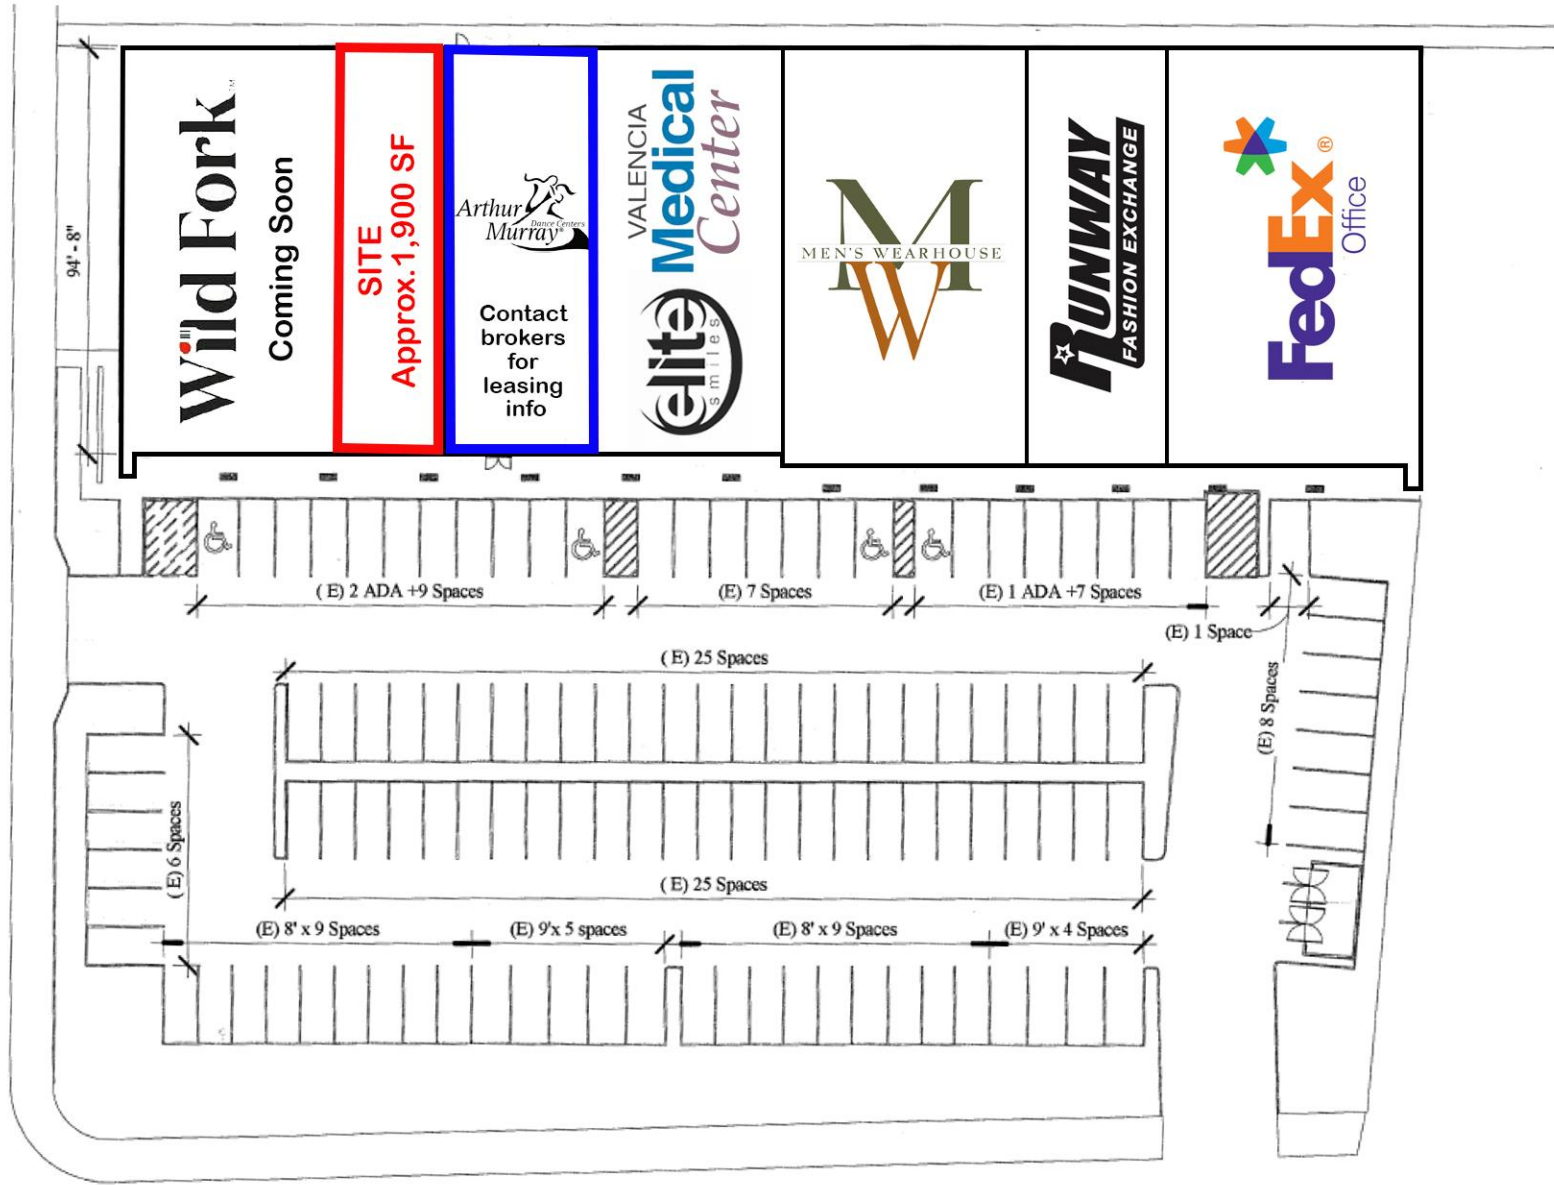 94' - 8"
Wild Fork™
Coming Soon
SITE
Approx.1,900 SF
Arthur
Murray®
Dance Centers
Contact
brokers
for
leasing
info
VALENCIA
Medical
Center
elite
smiles
MEN'S WEARHOUSE
MW
RUNWAY
FASHION EXCHANGE
FedEx®
Office
( E) 2 ADA +9 Spaces
(E) 7 Spaces
(E) 1 ADA +7 Spaces
(E) 1 Space
( E) 25 Spaces
(E) 8 Spaces
( E) 6 Spaces
( E) 25 Spaces
(E) 8' x 9 Spaces
(E) 9'x 5 spaces
(E) 8' x 9 Spaces
(E) 9' x 4 Spaces